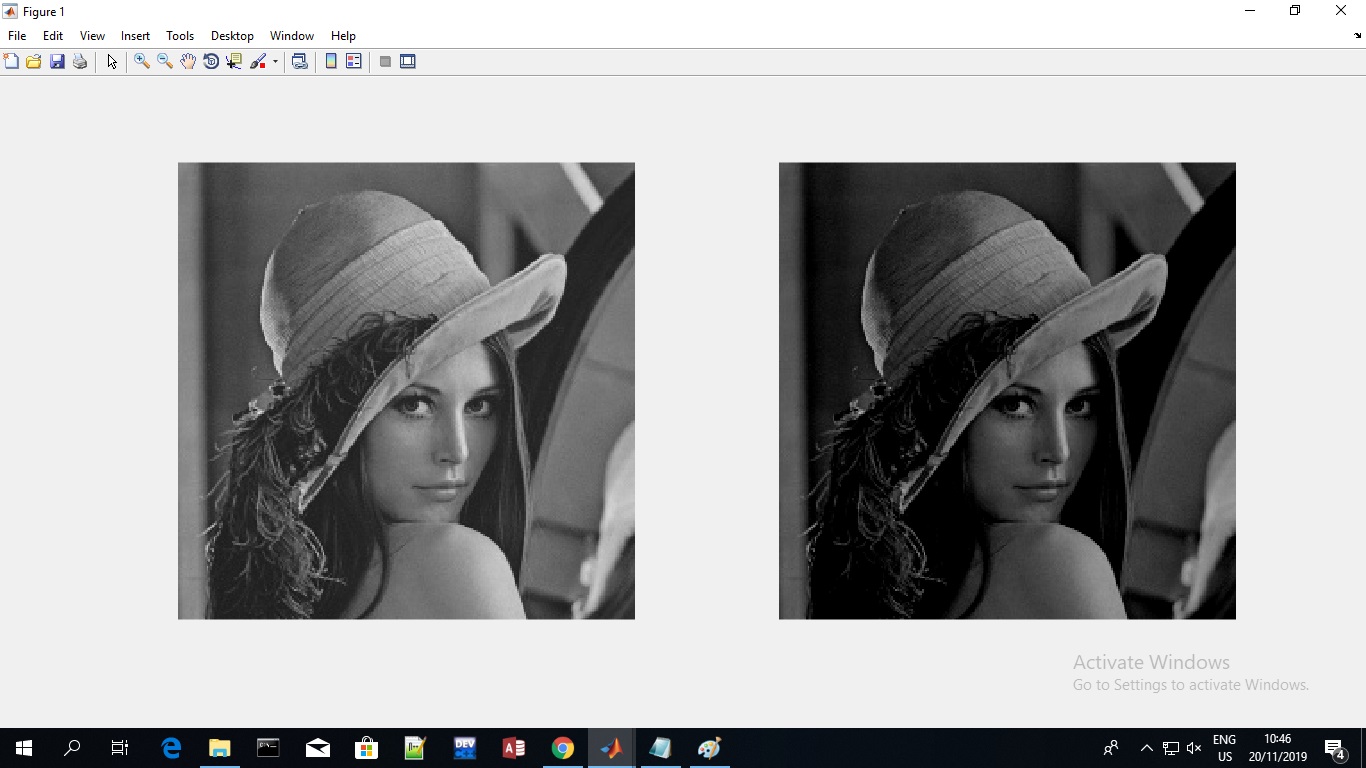 Figure 1
File Edit View Insert Tools Desktop Window Help
Activate Windows
Go to Settings to activate Windows.
DEV
ENG
US
10:46
20/11/2019
4